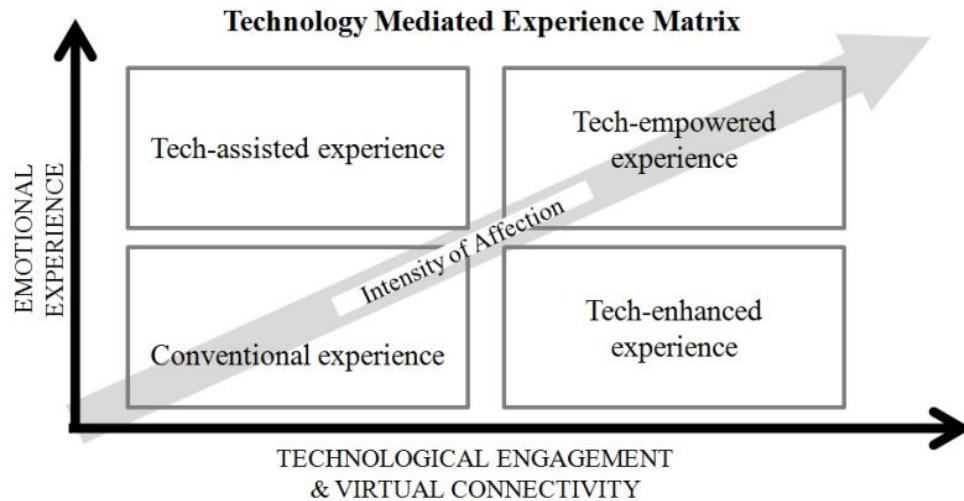 Technology Mediated Experience Matrix
EMOTIONAL
EXPERIENCE
Tech-assisted experience
Tech-empowered
experience
Intensity of Affection
Conventional experience
Tech-enhanced
experience
TECHNOLOGICAL ENGAGEMENT
& VIRTUAL CONNECTIVITY